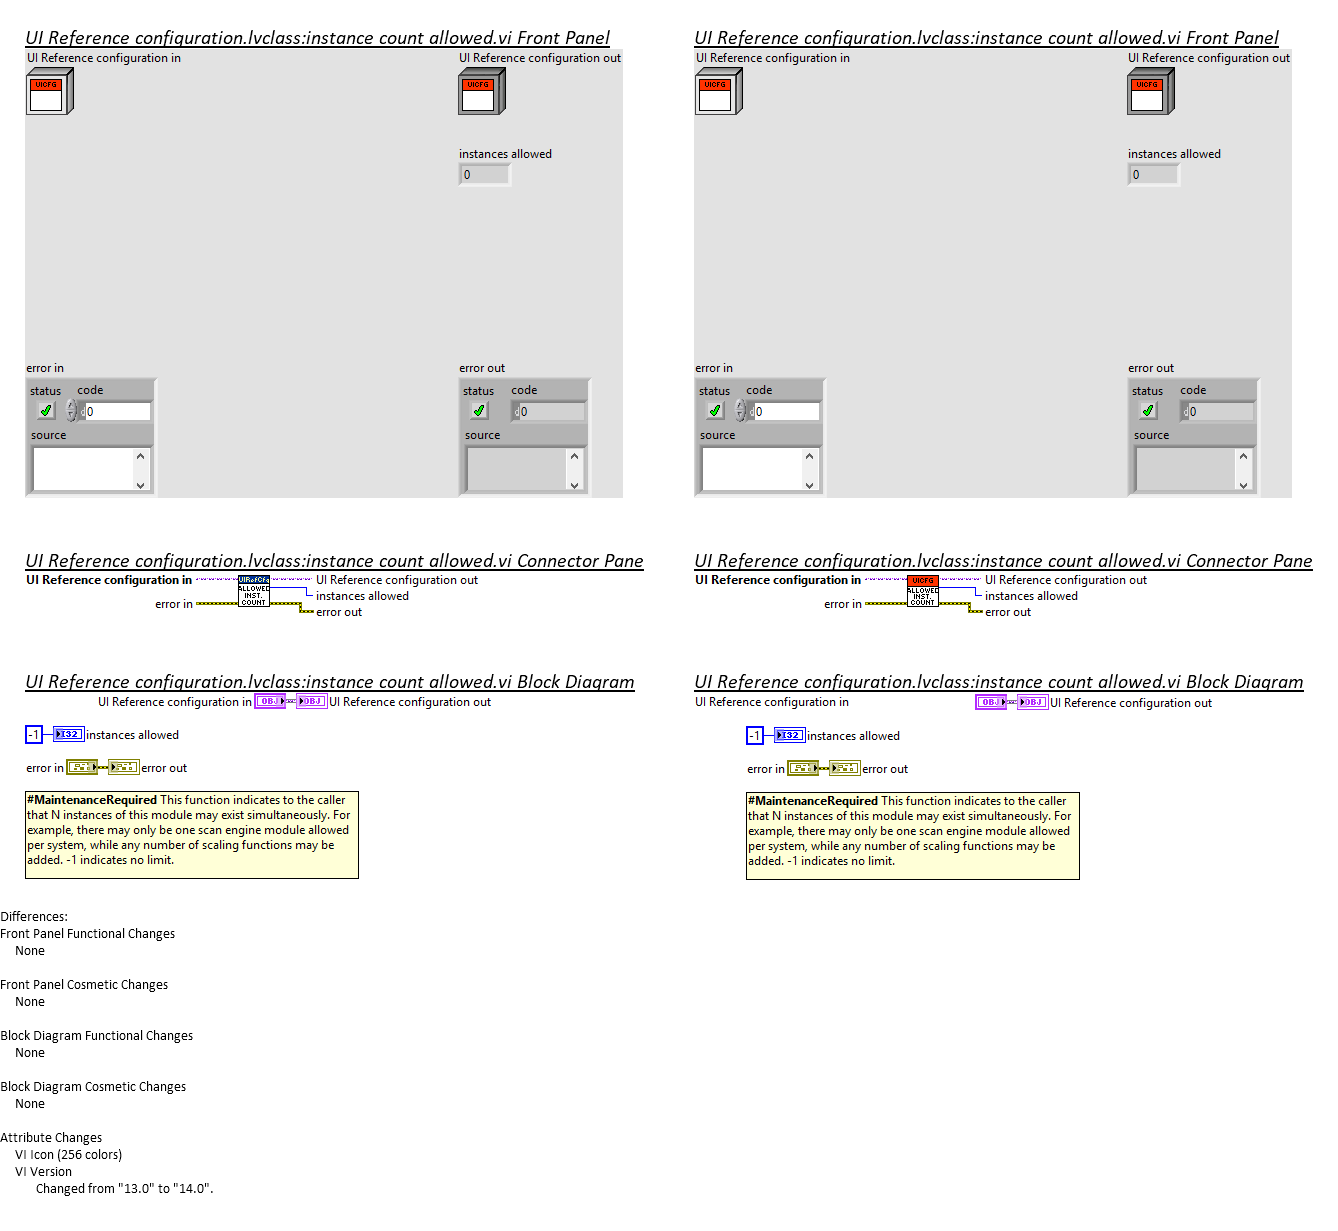 UI Reference configuration.lvclass:instance count allowed.vi Front Panel
UI Reference configuration in
UI Reference configuration out
UICFG
UICFG
instances allowed
0
error in
error out
status code
status code
d0
d0
source
source
UI Reference configuration.lvclass:instance count allowed.vi Front Panel
UI Reference configuration in
UI Reference configuration out
UICFG
UICFG
instances allowed
0
error in
error out
status code
status code
d0
d0
source
source
UI Reference configuration.lvclass:instance count allowed.vi Connector Pane
UI Reference configuration in
UIRefCfg
ALLOWED
INST.
COUNT
UI Reference configuration out
instances allowed
error in
error out
UI Reference configuration.lvclass:instance count allowed.vi Connector Pane
UI Reference configuration in
UICFG
ALLOWED
INST.
COUNT
UI Reference configuration out
instances allowed
error in
error out
UI Reference configuration.lvclass:instance count allowed.vi Block Diagram
UI Reference configuration in OBJ OBJ UI Reference configuration out
-1 I32 instances allowed
error in error out
#MaintenanceRequired This function indicates to the caller
that N instances of this module may exist simultaneously. For
example, there may only be one scan engine module allowed
per system, while any number of scaling functions may be
added. -1 indicates no limit.
UI Reference configuration.lvclass:instance count allowed.vi Block Diagram
UI Reference configuration in OBJ OBJ UI Reference configuration out
-1 I32 instances allowed
error in error out
#MaintenanceRequired This function indicates to the caller
that N instances of this module may exist simultaneously. For
example, there may only be one scan engine module allowed
per system, while any number of scaling functions may be
added. -1 indicates no limit.
Differences:
Front Panel Functional Changes
None
Front Panel Cosmetic Changes
None
Block Diagram Functional Changes
None
Block Diagram Cosmetic Changes
None
Attribute Changes
VI Icon (256 colors)
VI Version
Changed from "13.0" to "14.0".